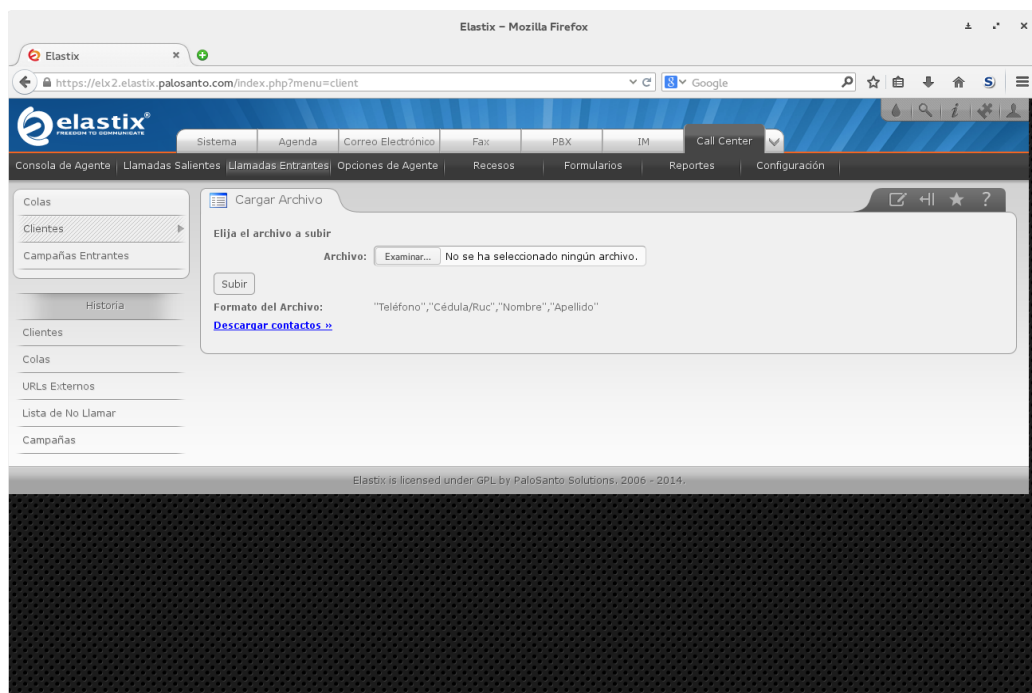 Elastix - Mozilla Firefox
Elastix
https://elx2.elastix.palosanto.com/index.php?menu=client
Google
elastix®
FREEDOM TO COMMUNICATE
Sistema Agenda Correo Electrónico Fax PBX IM Call Center
Consola de Agente Llamadas Salientes Llamadas Entrantes Opciones de Agente Recesos Formularios Reportes Configuración
Colas
Clientes
Campañas Entrantes
Historia
Clientes
Colas
URLs Externos
Lista de No Llamar
Campañas
Cargar Archivo
Elija el archivo a subir
Archivo: Examinar... No se ha seleccionado ningún archivo.
Subir
Formato del Archivo: "Teléfono","Cédula/Ruc","Nombre","Apellido"
Descargar contactos »
Elastix is licensed under GPL by PaloSanto Solutions. 2006 - 2014.